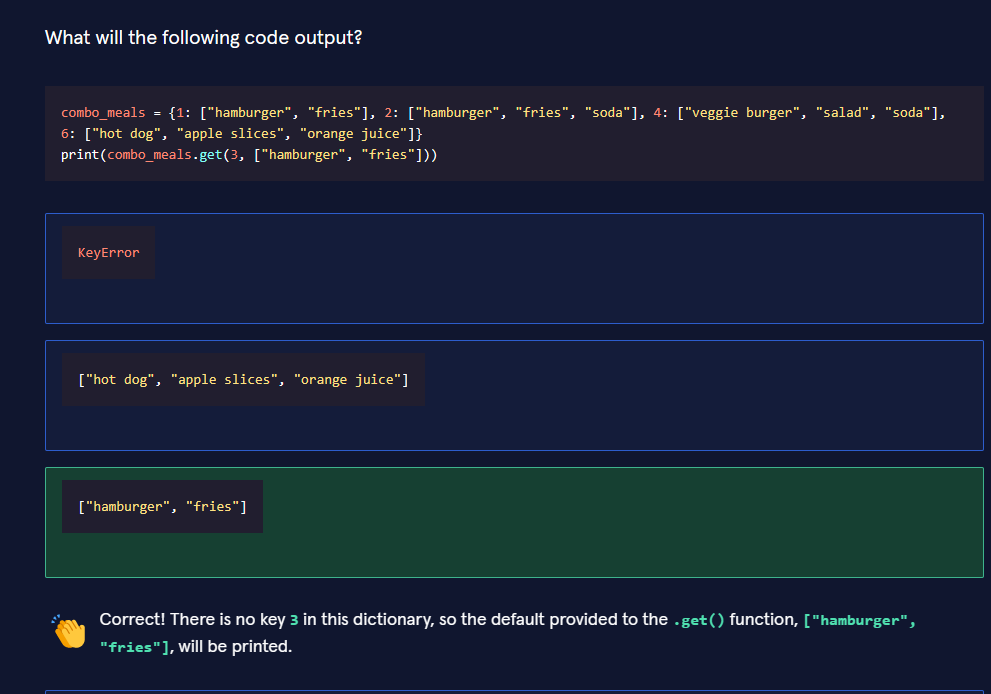 What will the following code output?
combo_meals = {1: ["hamburger", "fries"], 2: ["hamburger", "fries", "soda"], 4: ["veggie burger", "salad", "soda"],
6: ["hot dog", "apple slices", "orange juice"]}
print(combo_meals.get(3, ["hamburger", "fries"]))
KeyError
["hot dog", "apple slices", "orange juice"]
["hamburger", "fries"]
Correct! There is no key 3 in this dictionary, so the default provided to the .get() function, ["hamburger",
"fries"], will be printed.